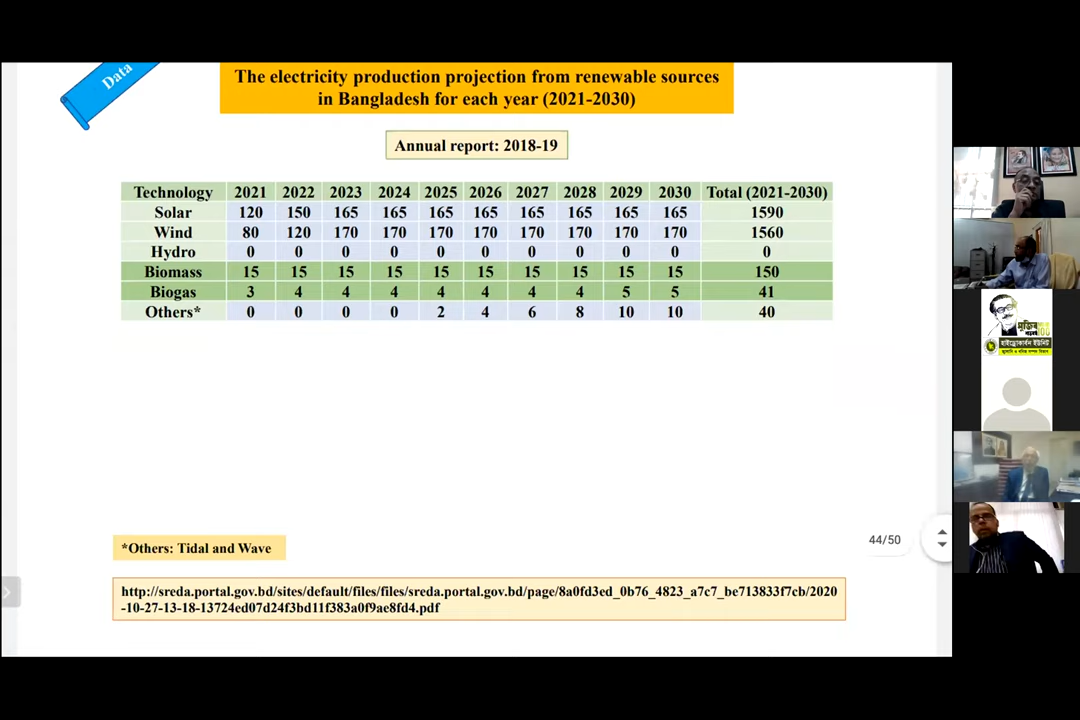 Data
The electricity production projection from renewable sources
in Bangladesh for each year (2021-2030)
Annual report: 2018-19
Technology 2021 2022 2023 2024 2025 2026 2027 2028 2029 2030 Total (2021-2030)
Solar 120 150 165 165 165 165 165 165 165 165 1590
Wind 80 120 170 170 170 170 170 170 170 170 1560
Hydro 0 0 0 0 0 0 0 0 0 0 0
Biomass 15 15 15 15 15 15 15 15 15 15 150
Biogas 3 4 4 4 4 4 4 4 5 5 41
Others* 0 0 0 0 2 4 6 8 10 10 40
44/50
*Others: Tidal and Wave
http://sreda.portal.gov.bd/sites/default/files/files/sreda.portal.gov.bd/page/8a0fd3ed_0b76_4823_a7c7_be713833f7cb/2020
-10-27-13-18-13724ed07d24f3bd11f383a0f9ae8fd4.pdf
মুজিব
100
হাইড্রোকার্বন ইউনিট